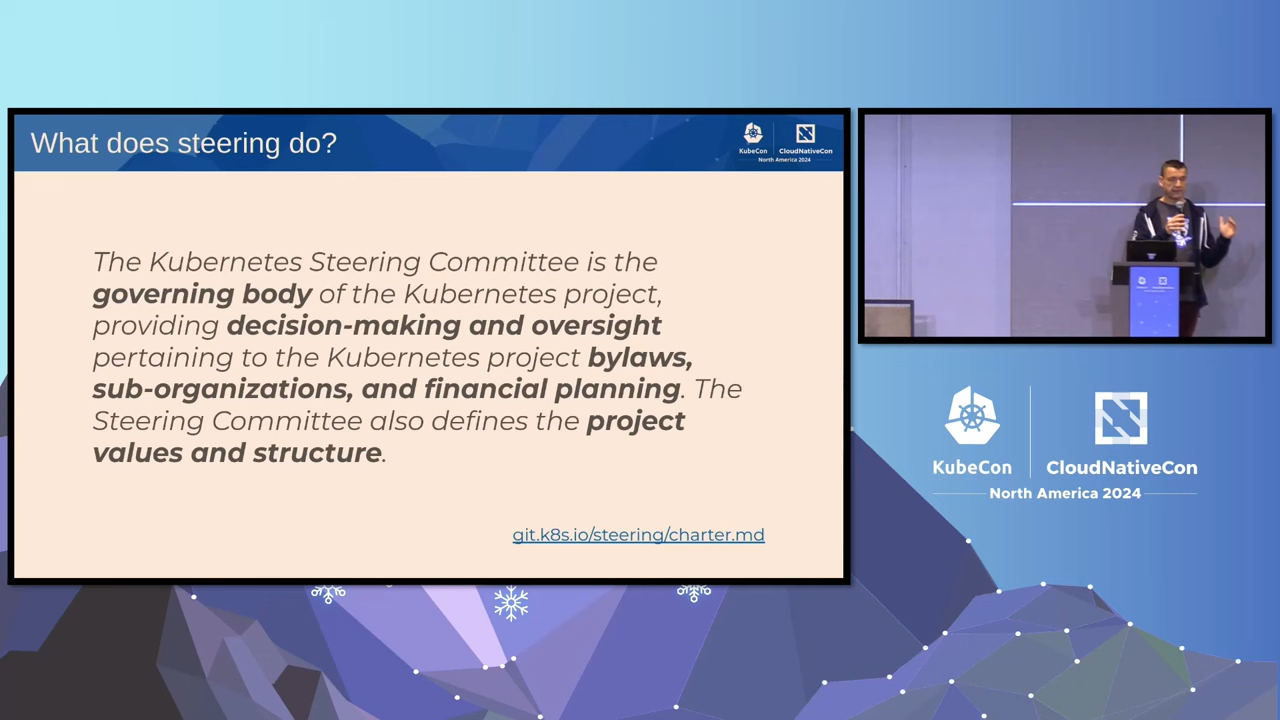 What does steering do?
KubeCon
CloudNativeCon
North America 2024
The Kubernetes Steering Committee is the
governing body of the Kubernetes project,
providing decision-making and oversight
pertaining to the Kubernetes project bylaws,
sub-organizations, and financial planning. The
Steering Committee also defines the project
values and structure.
git.k8s.io/steering/charter.md
KubeCon
CloudNativeCon
North America 2024